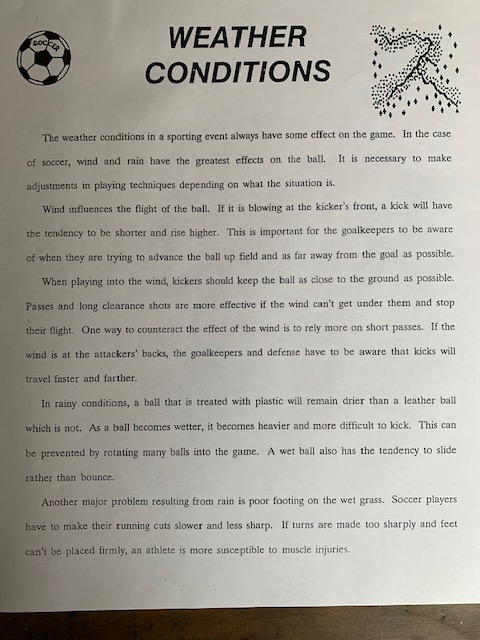 SOCCER
WEATHER
CONDITIONS
The weather conditions in a sporting event always have some effect on the game. In the case
of soccer, wind and rain have the greatest effects on the ball. It is necessary to make
adjustments in playing techniques depending on what the situation is.
Wind influences the flight of the ball. If it is blowing at the kicker's front, a kick will have
the tendency to be shorter and rise higher. This is important for the goalkeepers to be aware
of when they are trying to advance the ball up field and as far away from the goal as possible.
When playing into the wind, kickers should keep the ball as close to the ground as possible.
Passes and long clearance shots are more effective if the wind can't get under them and stop
their flight. One way to counteract the effect of the wind is to rely more on short passes. If the
wind is at the attackers' backs, the goalkeepers and defense have to be aware that kicks will
travel faster and farther.
In rainy conditions, a ball that is treated with plastic will remain drier than a leather ball
which is not. As a ball becomes wetter, it becomes heavier and more difficult to kick. This can
be prevented by rotating many balls into the game. A wet ball also has the tendency to slide
rather than bounce.
Another major problem resulting from rain is poor footing on the wet grass. Soccer players
have to make their running cuts slower and less sharp. If turns are made too sharply and feet
can't be placed firmly, an athlete is more susceptible to muscle injuries.